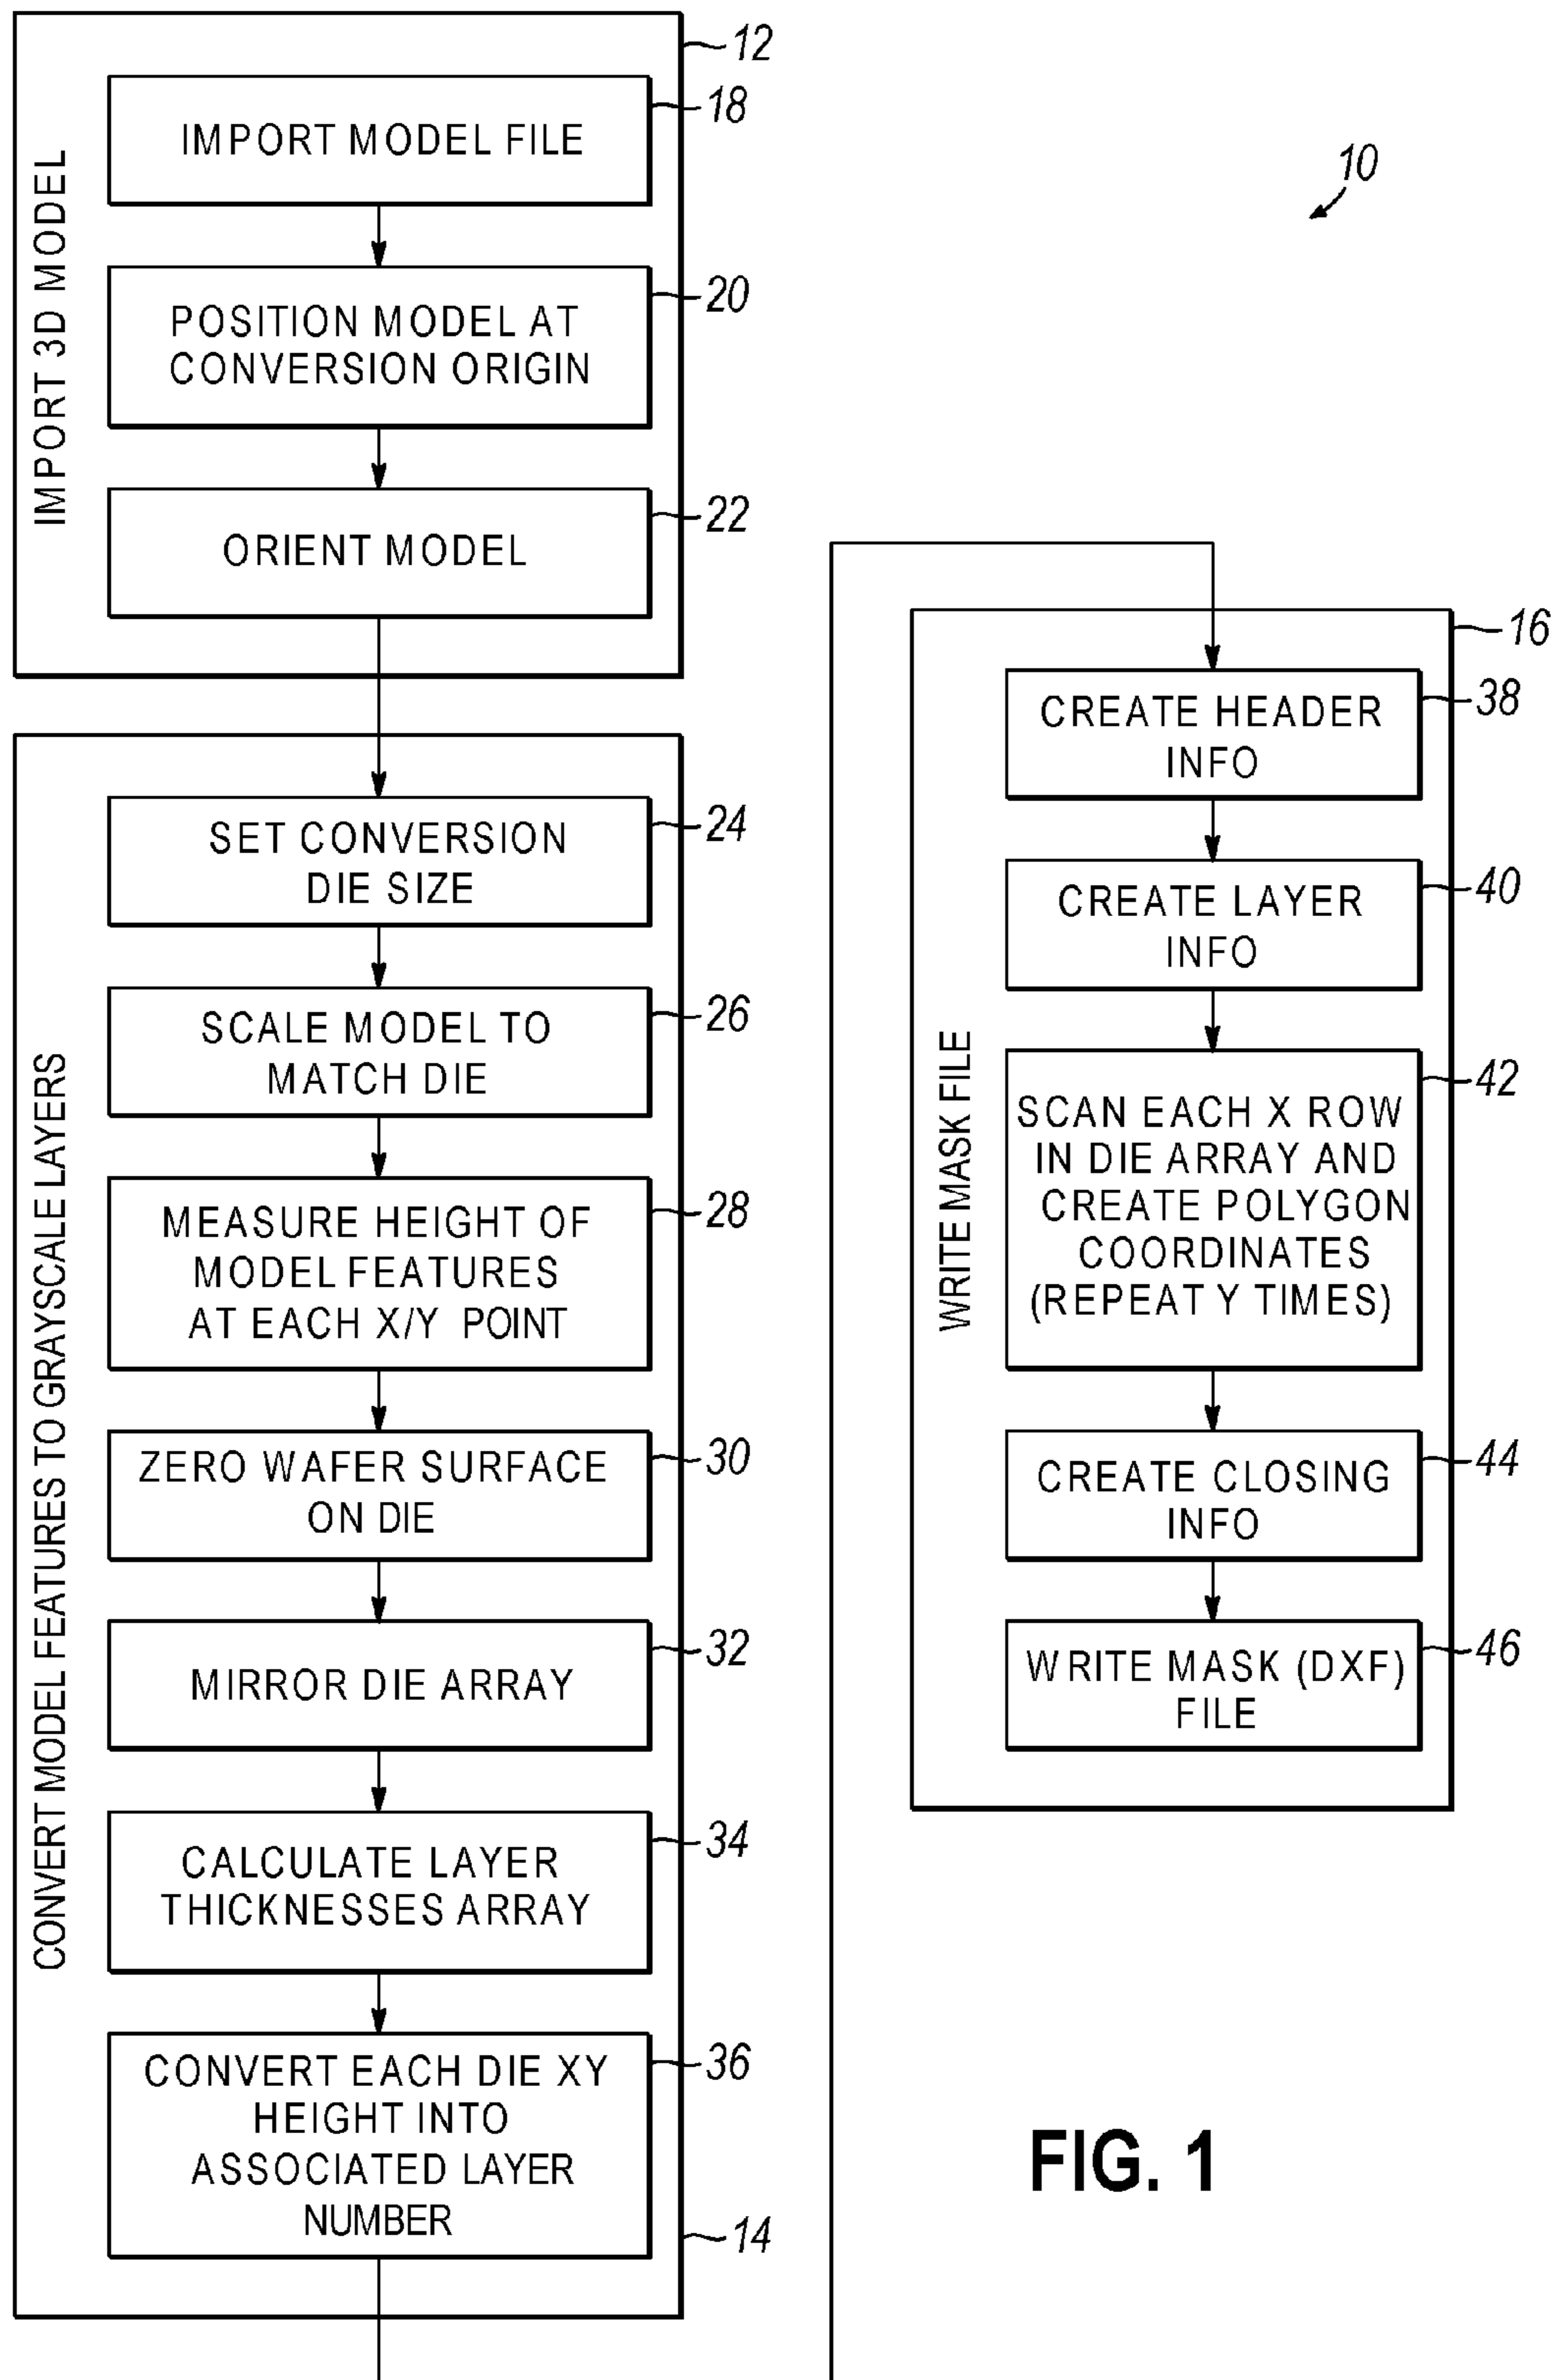 12
IMPORT 3D MODEL
18
IMPORT MODEL FILE
20
POSITION MODEL AT
CONVERSION ORIGIN
22
ORIENT MODEL
CONVERT MODEL FEATURES TO GRAYSCALE LAYERS
24
SET CONVERSION
DIE SIZE
26
SCALE MODEL TO
MATCH DIE
28
MEASURE HEIGHT OF
MODEL FEATURES
AT EACH X/Y POINT
30
ZERO WAFER SURFACE
ON DIE
32
MIRROR DIE ARRAY
34
CALCULATE LAYER
THICKNESSES ARRAY
36
CONVERT EACH DIE XY
HEIGHT INTO
ASSOCIATED LAYER
NUMBER
14
10
16
WRITE MASK FILE
38
CREATE HEADER
INFO
40
CREATE LAYER
INFO
42
SCAN EACH X ROW
IN DIE ARRAY AND
CREATE POLYGON
COORDINATES
(REPEAT Y TIMES)
44
CREATE CLOSING
INFO
46
WRITE MASK (DXF)
FILE
FIG. 1